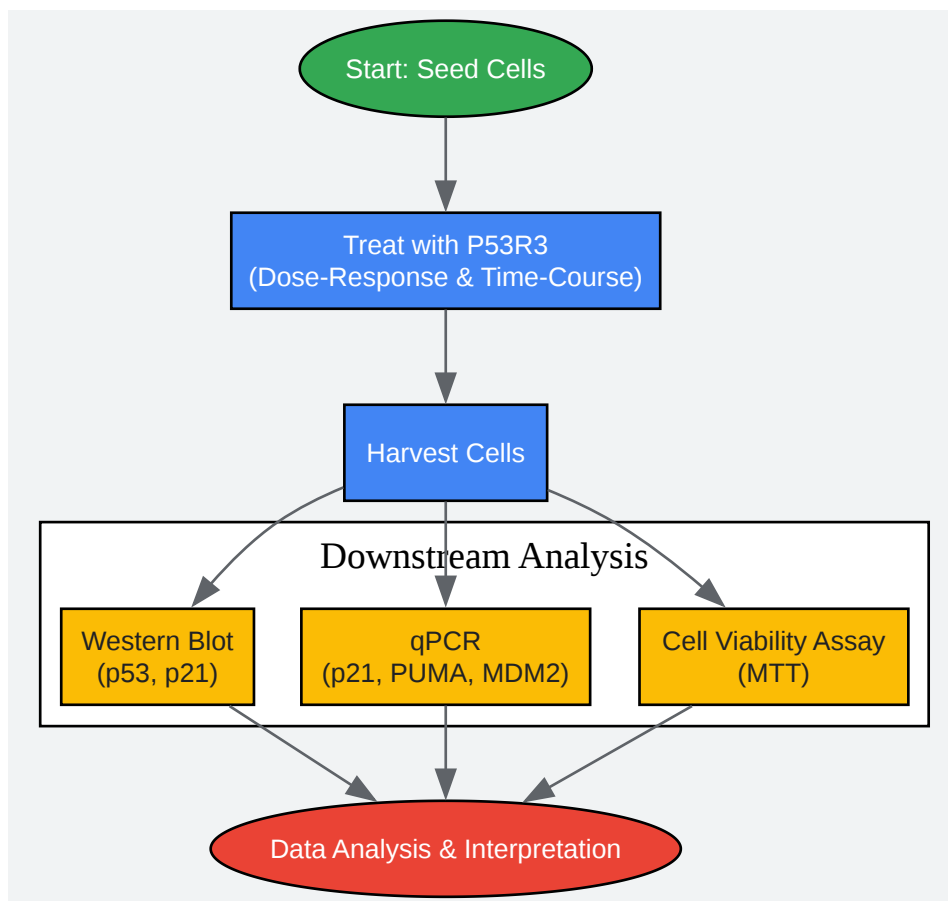 Start: Seed Cells
Treat with P53R3
(Dose-Response & Time-Course)
Harvest Cells
Downstream Analysis
Western Blot
(p53, p21)
qPCR
(p21, PUMA, MDM2)
Cell Viability Assay
(MTT)
Data Analysis & Interpretation